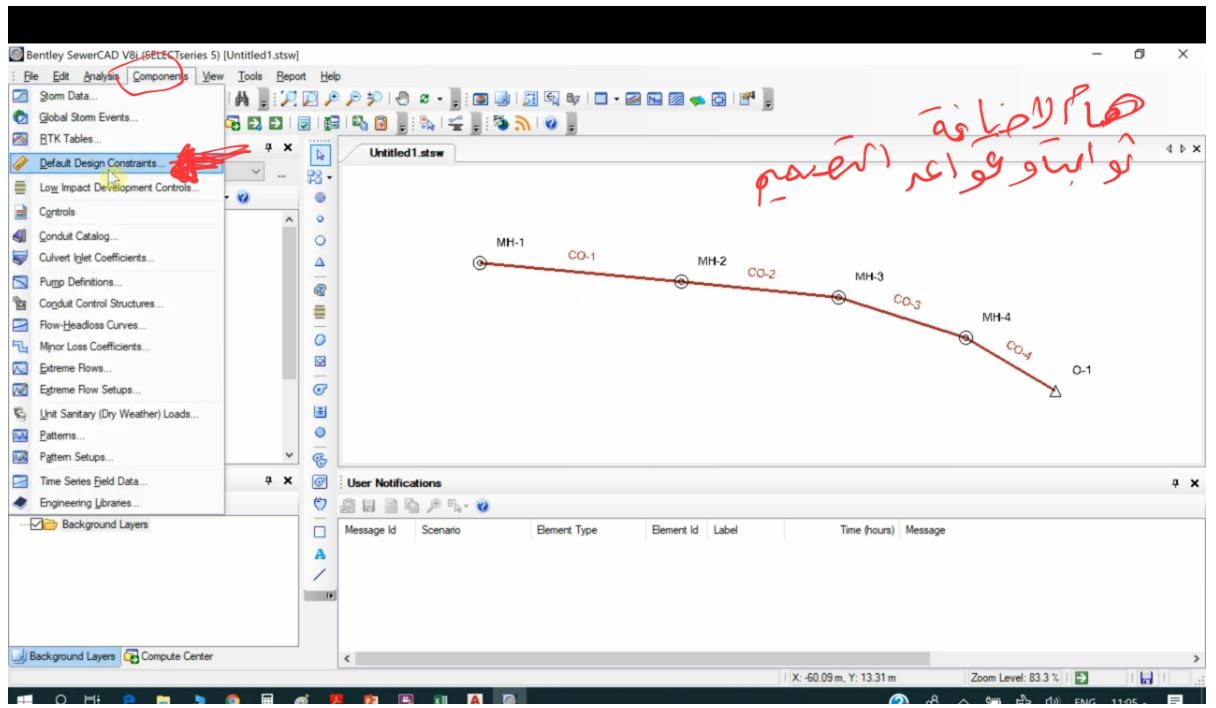 Bentley SewerCAD V8i (SELECTseries 5) [Untitled1.stsw]
File Edit Analysis Components View Tools Report Help
Storm Data...
Global Storm Events...
RTK Tables...
Default Design Constraints...
Low Impact Development Controls...
Controls
Conduit Catalog...
Culvert Inlet Coefficients...
Pump Definitions...
Conduit Control Structures...
Flow-Headloss Curves...
Minor Loss Coefficients...
Extreme Flows...
Extreme Flow Setups...
Unit Sanitary (Dry Weather) Loads...
Patterns...
Pattern Setups...
Time Series Field Data...
Engineering Libraries...
Background Layers
Background Layers Compute Center
Untitled1.stsw
هام لاضافة
ثوابت و قواعد التصميم
MH-1
CO-1
MH-2
CO-2
MH-3
CO-3
MH-4
CO-4
O-1
User Notifications
Message Id Scenario Element Type Element Id Label Time (hours) Message
X: -60.09 m, Y: 13.31 m Zoom Level: 83.3 %
ENG 11:05